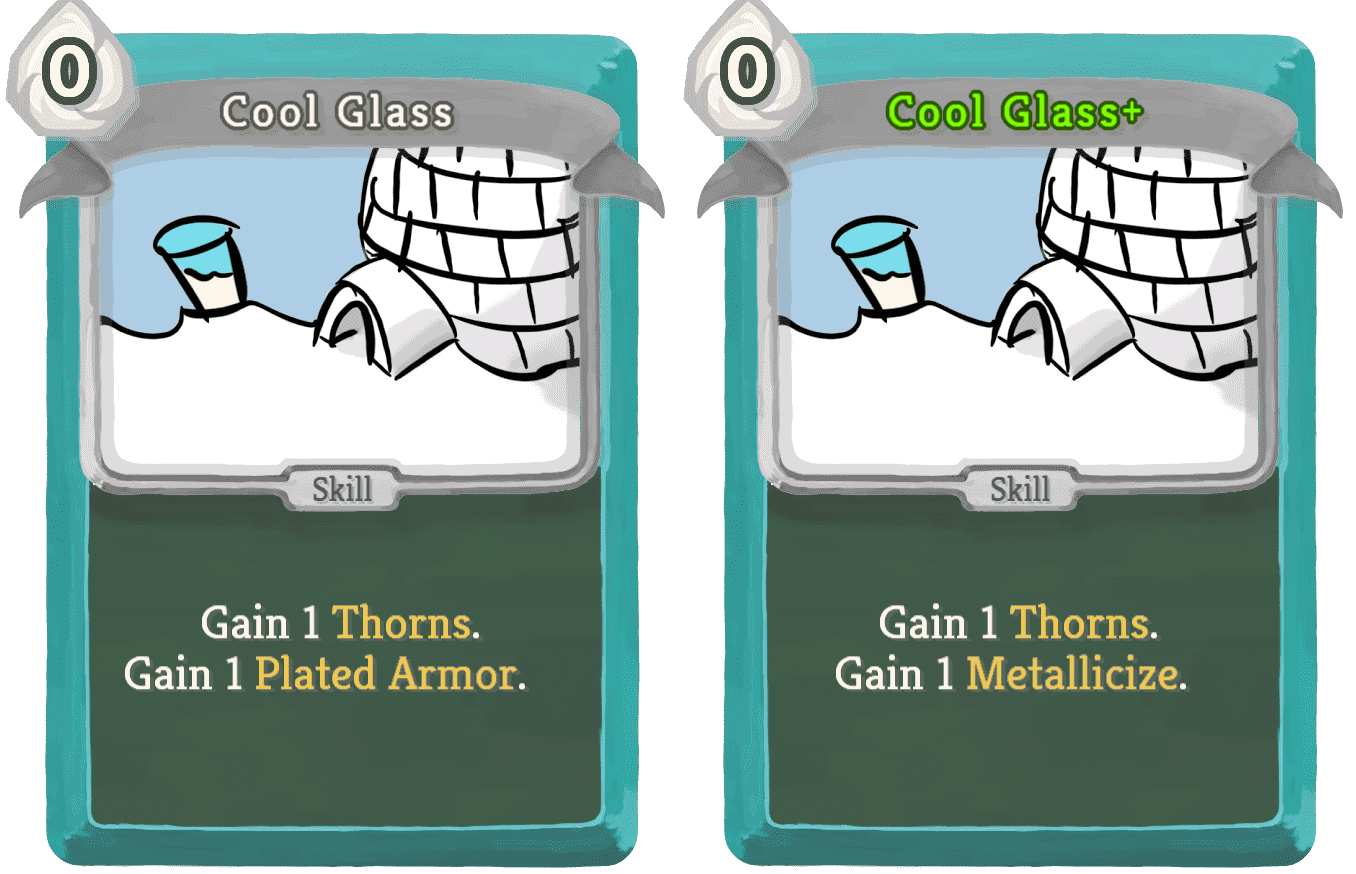 0
Cool Glass
Skill
Gain 1 Thorns.
Gain 1 Plated Armor.
0
Cool Glass+
Skill
Gain 1 Thorns.
Gain 1 Metallicize.